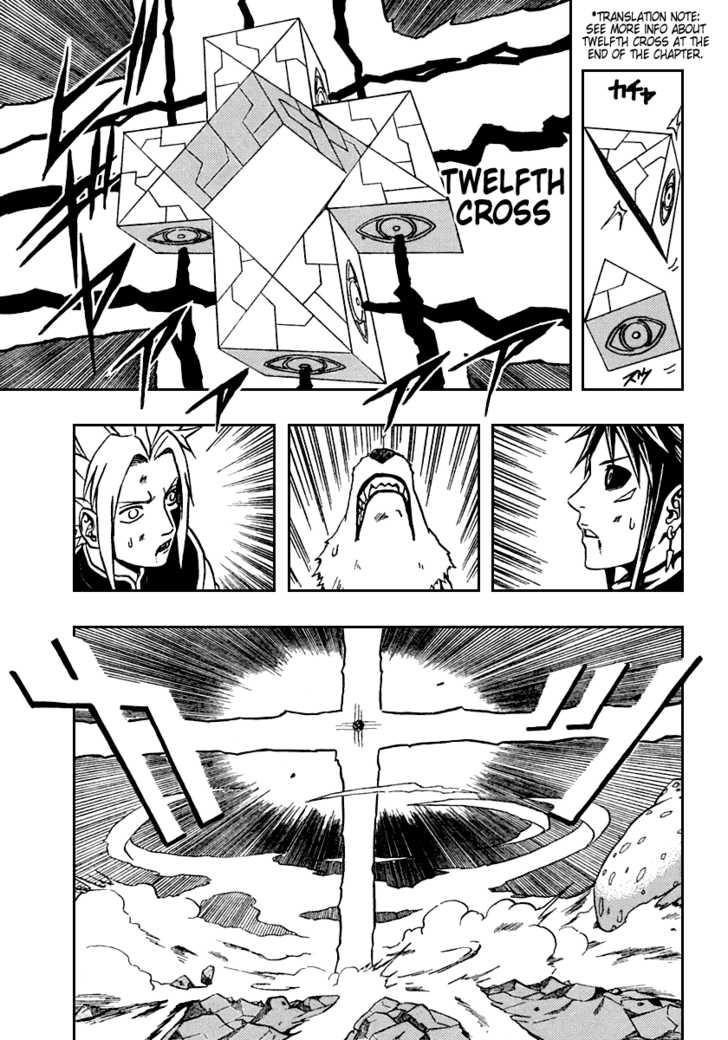 *TRANSLATION NOTE:
SEE MORE INFO ABOUT
TWELFTH CROSS AT THE
END OF THE CHAPTER.
カチャ
TWELFTH
CROSS